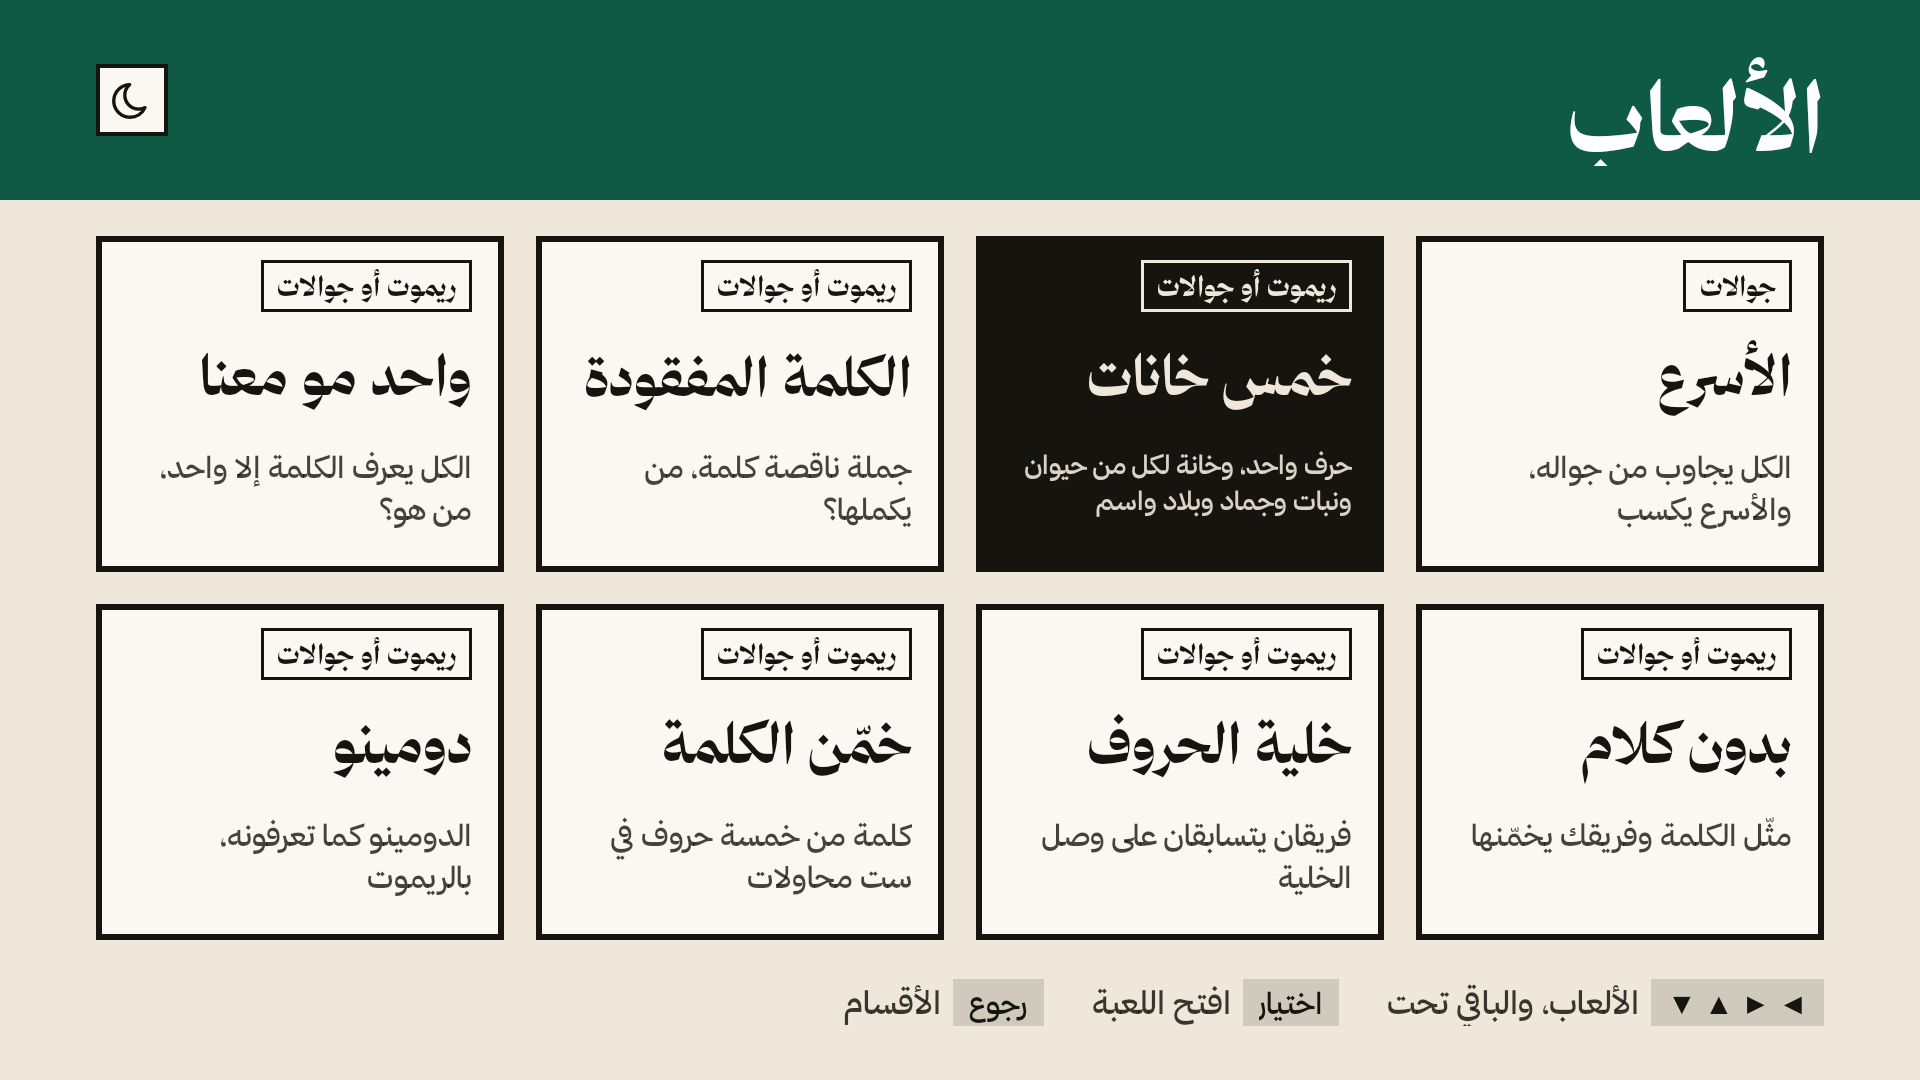 الألعاب
جوالات
الأسرع
الكل يجاوب من جواله،
والأسرع يكسب
ريموت أو جوالات
خمس خانات
حرف واحد، وخانة لكل من حيوان
ونبات وجماد وبلاد واسم
ريموت أو جوالات
الكلمة المفقودة
جملة ناقصة كلمة، من
يكملها؟
ريموت أو جوالات
واحد مو معنا
الكل يعرف الكلمة إلا واحد،
من هو؟
ريموت أو جوالات
بدون كلام
مثّل الكلمة وفريقك يخمّنها
ريموت أو جوالات
خلية الحروف
فريقان يتسابقان على وصل
الخلية
ريموت أو جوالات
خمّن الكلمة
كلمة من خمسة حروف في
ست محاولات
ريموت أو جوالات
دومينو
الدومينو كما تعرفونه،
بالريموت
◀ ▶ ▲ ▼ الألعاب، والباقي تحت اختيار افتح اللعبة رجوع الأقسام